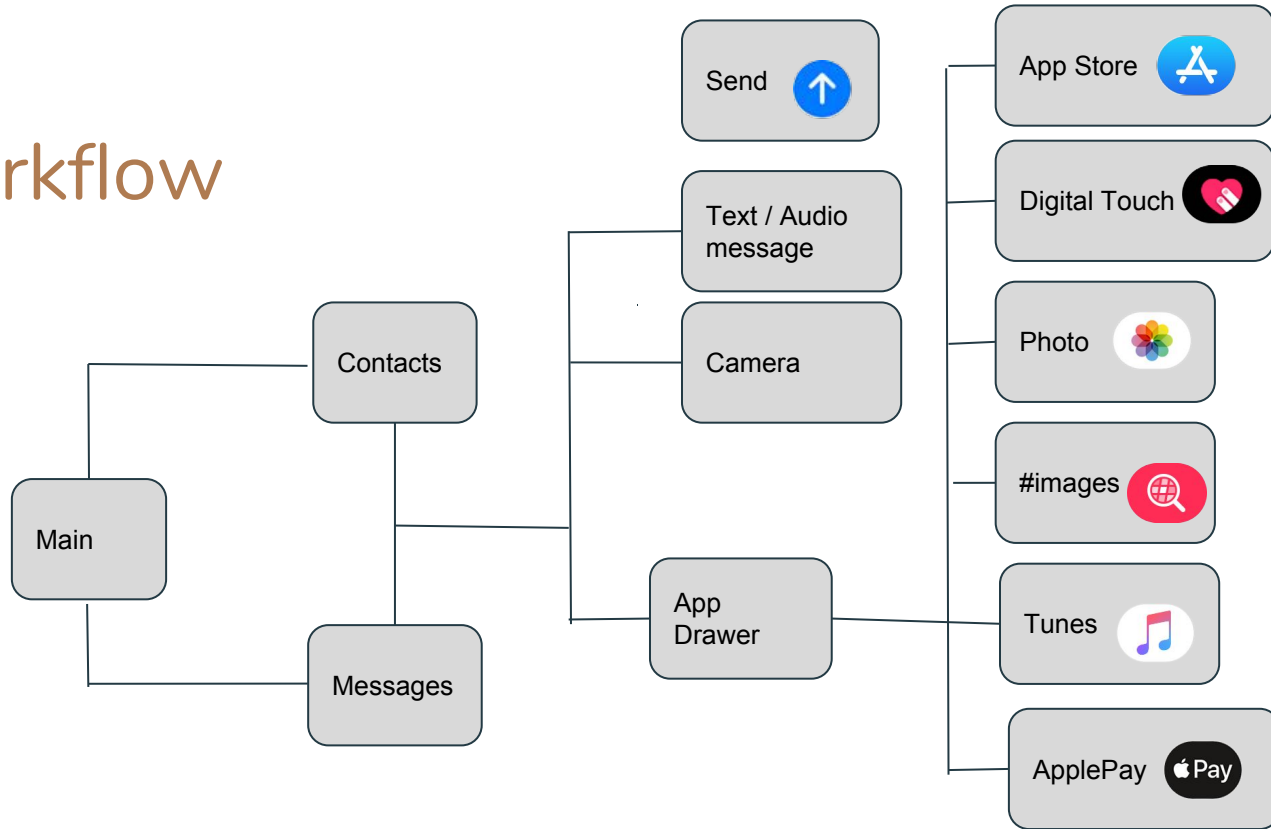 rkflow
Main
Contacts
Messages
Send
Text / Audio
message
Camera
App
Drawer
App Store
Digital Touch
Photo
#images
Tunes
ApplePay
Pay